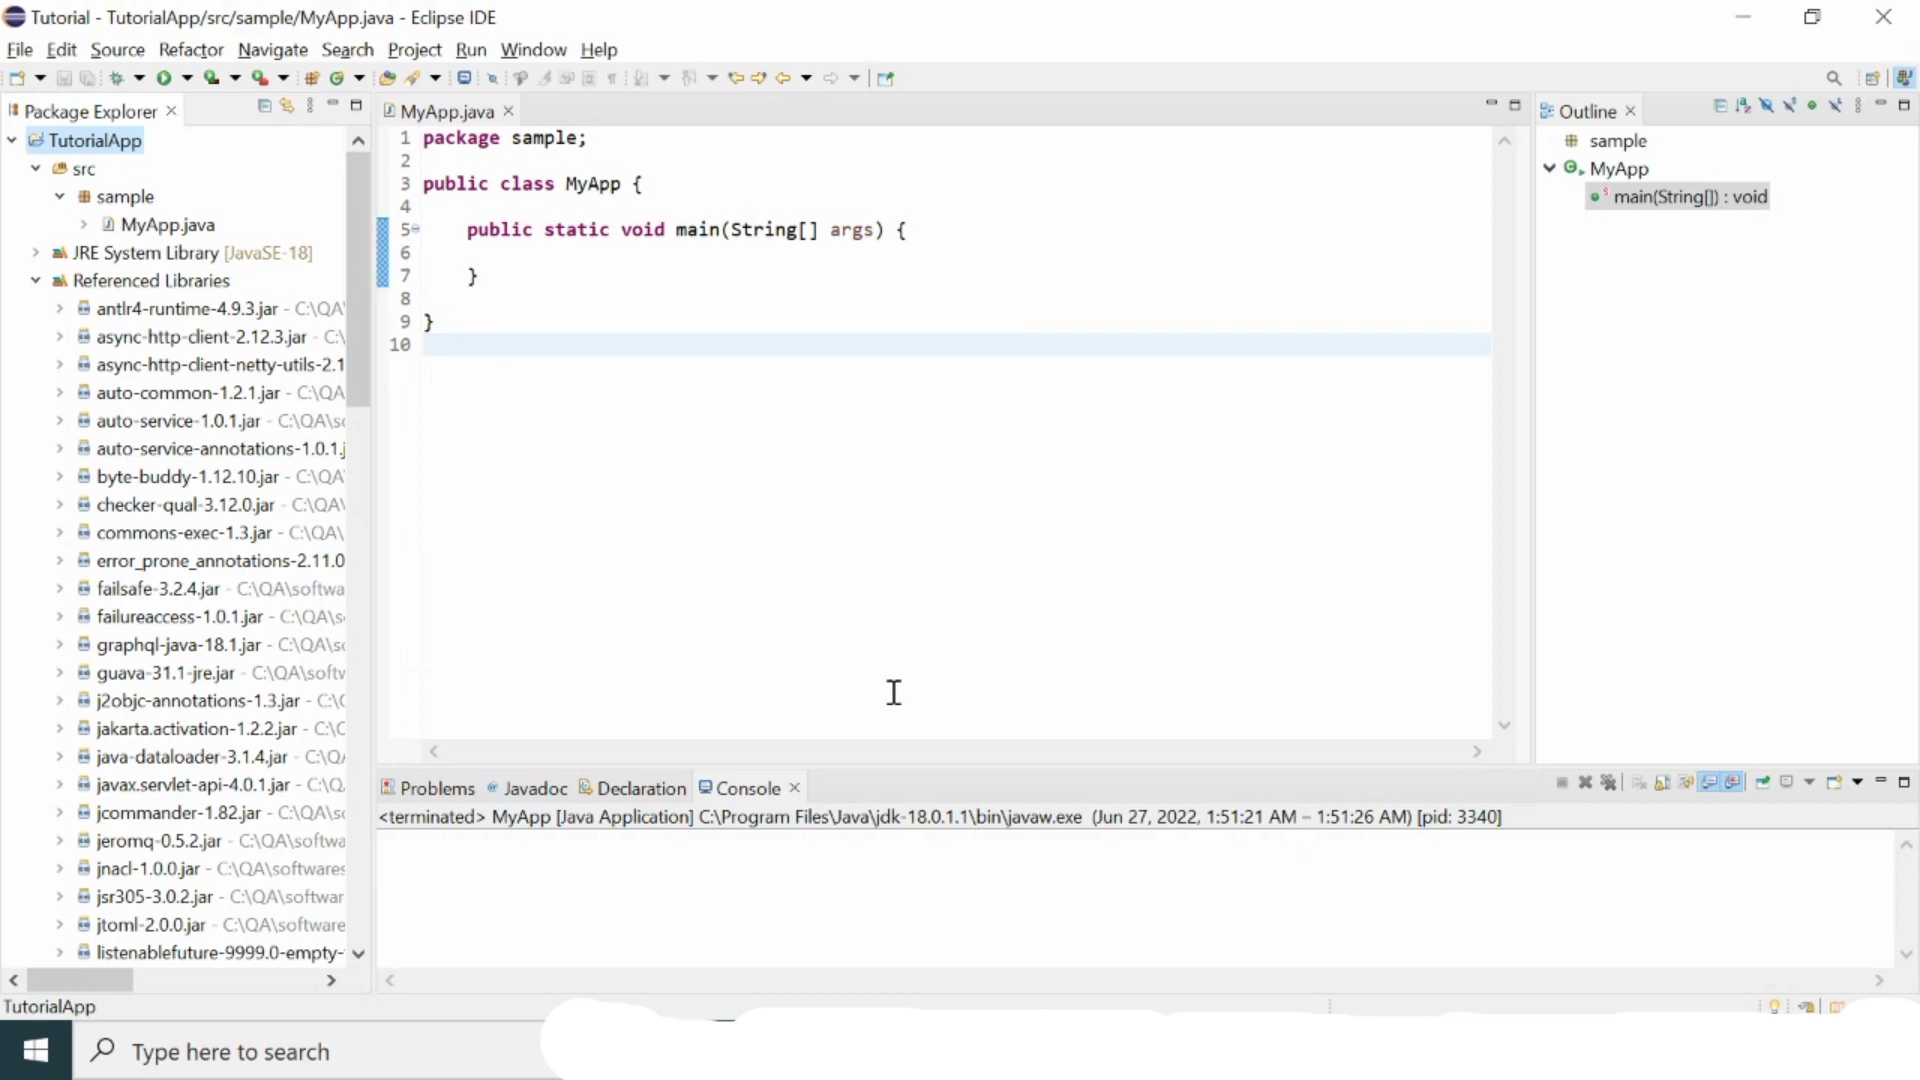 Tutorial - TutorialApp/src/sample/MyApp.java - Eclipse IDE
File Edit Source Refactor Navigate Search Project Run Window Help
Package Explorer
TutorialApp
src
sample
MyApp.java
JRE System Library [JavaSE-18]
Referenced Libraries
antlr4-runtime-4.9.3.jar - C:\QA\
async-http-client-2.12.3.jar - C:\
async-http-client-netty-utils-2.1
auto-common-1.2.1.jar - C:\QA
auto-service-1.0.1.jar - C:\QA\so
auto-service-annotations-1.0.1.j
byte-buddy-1.12.10.jar - C:\QA\
checker-qual-3.12.0.jar - C:\QA\
commons-exec-1.3.jar - C:\QA\
error_prone_annotations-2.11.0
failsafe-3.2.4.jar - C:\QA\softwa
failureaccess-1.0.1.jar - C:\QA\s
graphql-java-18.1.jar - C:\QA\so
guava-31.1-jre.jar - C:\QA\softw
j2objc-annotations-1.3.jar - C:\Q
jakarta.activation-1.2.2.jar - C:\Q
java-dataloader-3.1.4.jar - C:\QA
javax.servlet-api-4.0.1.jar - C:\QA
jcommander-1.82.jar - C:\QA\so
jeromq-0.5.2.jar - C:\QA\softwa
jnacl-1.0.0.jar - C:\QA\softwares
jsr305-3.0.2.jar - C:\QA\softwar
jtoml-2.0.0.jar - C:\QA\software
listenablefuture-9999.0-empty-
MyApp.java
1 package sample;
2
3 public class MyApp {
4
5 public static void main(String[] args) {
6
7 }
8
9 }
10
Outline
sample
MyApp
main(String[]) : void
Problems Javadoc Declaration Console
<terminated> MyApp [Java Application] C:\Program Files\Java\jdk-18.0.1.1\bin\javaw.exe (Jun 27, 2022, 1:51:21 AM – 1:51:26 AM) [pid: 3340]
TutorialApp
Type here to search